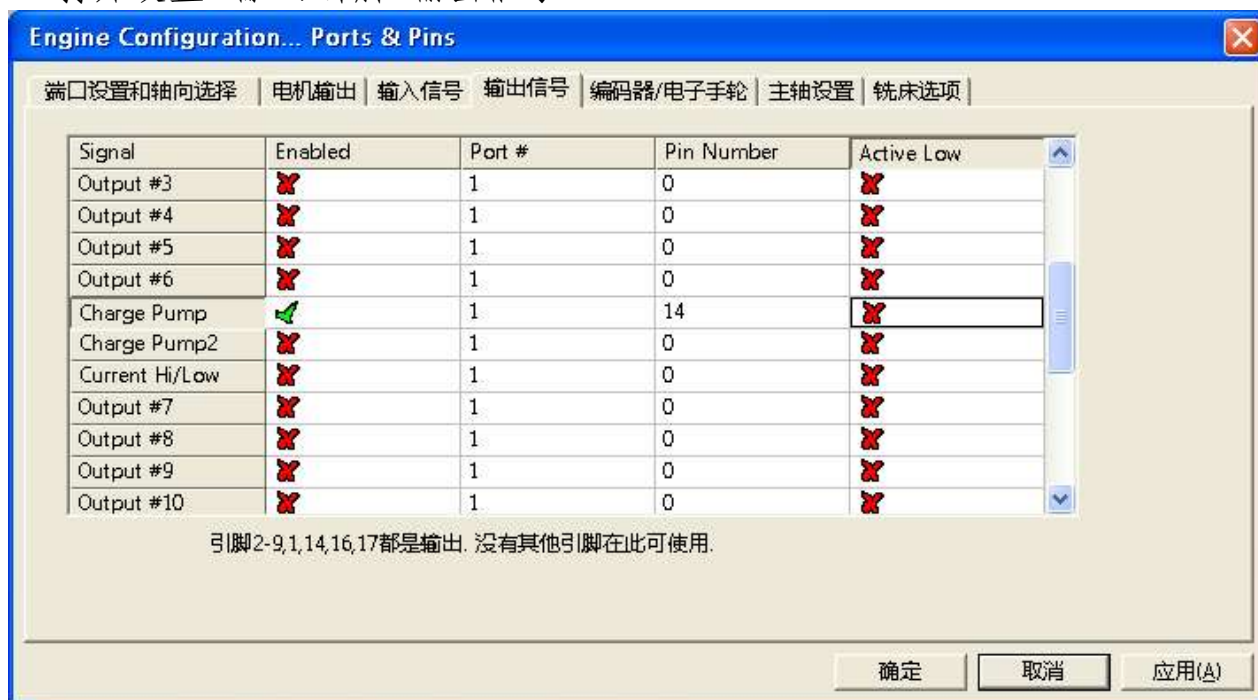 Engine Configuration... Ports & Pins
端口设置和轴向选择 电机输出 输入信号 输出信号 编码器/电子手轮 主轴设置 铣床选项
Signal Enabled Port # Pin Number Active Low
Output #3 1 0
Output #4 1 0
Output #5 1 0
Output #6 1 0
Charge Pump 1 14
Charge Pump2 1 0
Current Hi/Low 1 0
Output #7 1 0
Output #8 1 0
Output #9 1 0
Output #10 1 0
引脚2-9,1,14,16,17都是输出. 没有其他引脚在此可使用.
确定 取消 应用(A)